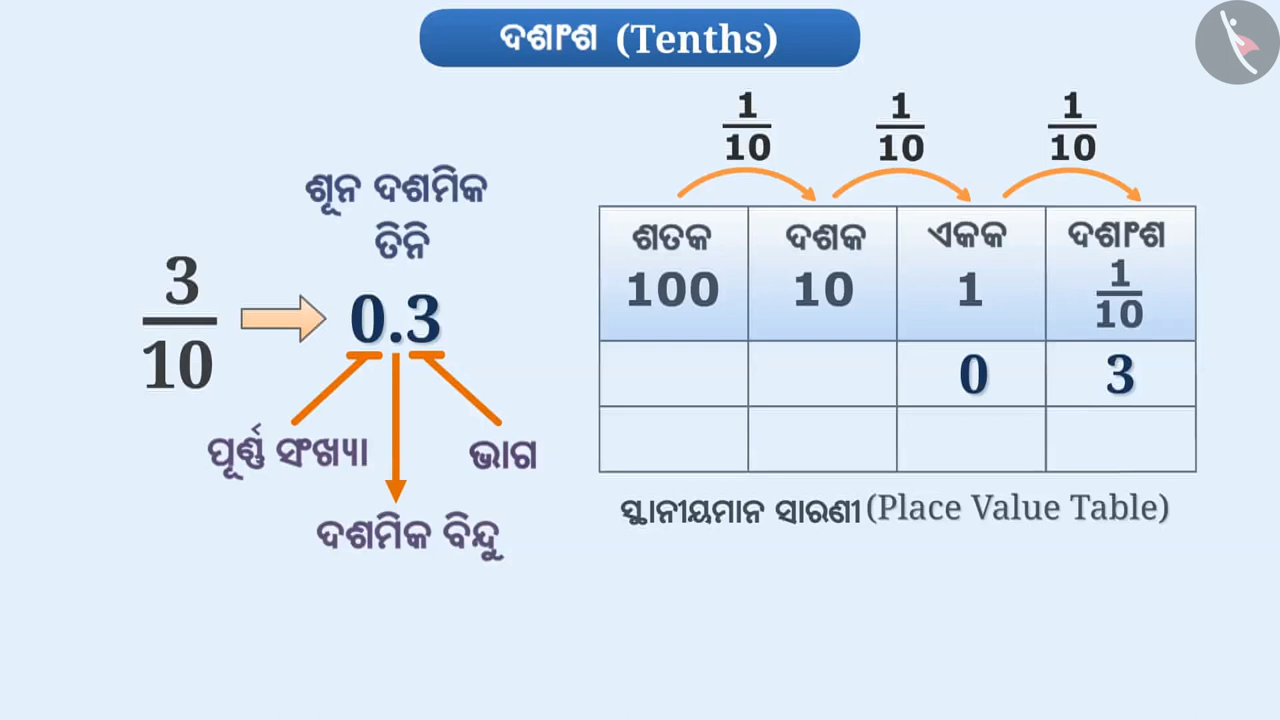 ଦଶାଂଶ (Tenths)
ଶୂନ ଦଶମିକ
ତିନି
3/10
0.3
ପୂର୍ଣ୍ଣ ସଂଖ୍ୟା
ଭାଗ
ଦଶମିକ ବିନ୍ଦୁ
1/10 1/10 1/10
ଶତକ ଦଶକ ଏକକ ଦଶାଂଶ
100 10 1 1/10
0 3
ସ୍ଥାନୀୟମାନ ସାରଣୀ (Place Value Table)